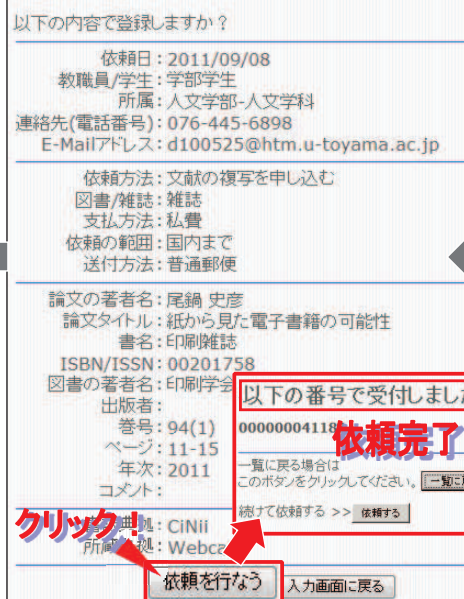 以下の内容で登録しますか？
依頼日：2011/09/08
教職員/学生：学部学生
所属：人文学部-人文学科
連絡先(電話番号)：076-445-6898
E-Mailアドレス：d100525@htm.u-toyama.ac.jp
依頼方法：文献の複写を申し込む
図書/雑誌：雑誌
支払方法：私費
依頼の範囲：国内まで
送付方法：普通郵便
論文の著者名：尾鍋 史彦
論文タイトル：紙から見た電子書籍の可能性
書名：印刷雑誌
ISBN/ISSN：00201758
図書の著者名：印刷学会
出版者：
巻号：94(1)
ページ：11-15
年次：2011
コメント：
：CiNii
所蔵 ：Webca
クリック！
依頼を行なう
入力画面に戻る
以下の番号で受付しました
00000004118
依頼完了
一覧に戻る場合は
このボタンをクリックしてください。 一覧に戻
続けて依頼する >> 依頼する